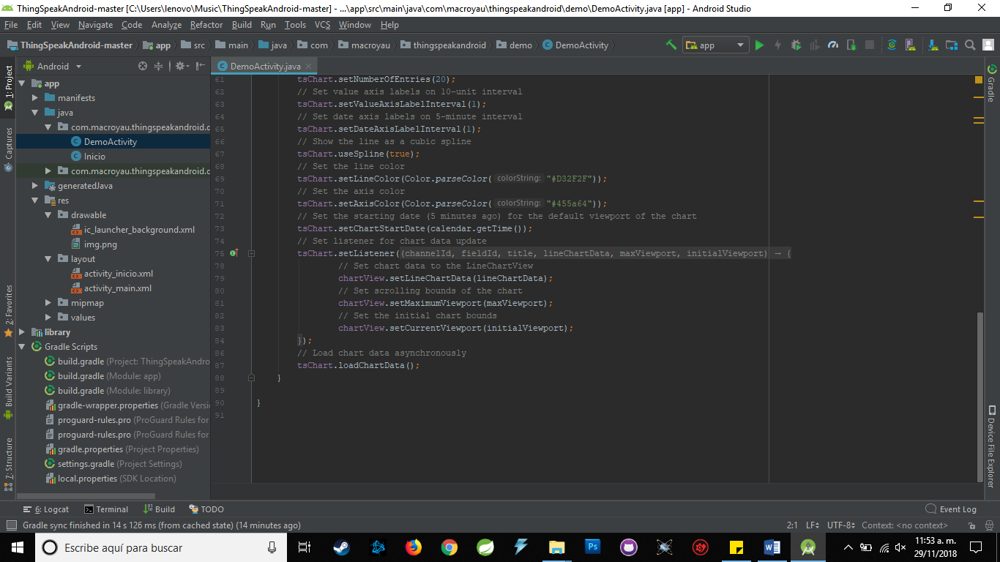 ThingSpeakAndroid-master [C:\Users\lenovo\Music\ThingSpeakAndroid-master] - ...\app\src\main\java\com\macroyau\thingspeakandroid\demo\DemoActivity.java [app] - Android Studio
File Edit View Navigate Code Analyze Refactor Build Run Tools VCS Window Help
ThingSpeakAndroid-master app src main java com macroyau thingspeakandroid demo DemoActivity app
Android
DemoActivity.java
1: Project
Captures
2: Favorites
Build Variants
7: Structure
app
manifests
java
com.macroyau.thingspeakandroid.d
DemoActivity
Inicio
com.macroyau.thingspeakandroid.d
generatedJava
res
drawable
ic_launcher_background.xml
img.png
layout
activity_inicio.xml
activity_main.xml
mipmap
values
library
Gradle Scripts
build.gradle (Project: ThingSpeakAndro
build.gradle (Module: app)
build.gradle (Module: library)
gradle-wrapper.properties (Gradle Versi
proguard-rules.pro (ProGuard Rules for
proguard-rules.pro (ProGuard Rules for
gradle.properties (Project Properties)
settings.gradle (Project Settings)
local.properties (SDK Location)
61 tsChart.setNumberOfEntries(20);
62 // Set value axis labels on 10-unit interval
63 tsChart.setValueAxisLabelInterval(1);
64 // Set date axis labels on 5-minute interval
65 tsChart.setDateAxisLabelInterval(1);
66 // Show the line as a cubic spline
67 tsChart.useSpline(true);
68 // Set the line color
69 tsChart.setLineColor(Color.parseColor( colorString: "#D32F2F"));
70 // Set the axis color
71 tsChart.setAxisColor(Color.parseColor( colorString: "#455a64"));
72 // Set the starting date (5 minutes ago) for the default viewport of the chart
73 tsChart.setChartStartDate(calendar.getTime());
74 // Set listener for chart data update
75 tsChart.setListener((channelId, fieldId, title, lineChartData, maxViewport, initialViewport) → {
78 // Set chart data to the LineChartView
79 chartView.setLineChartData(lineChartData);
80 // Set scrolling bounds of the chart
81 chartView.setMaximumViewport(maxViewport);
82 // Set the initial chart bounds
83 chartView.setCurrentViewport(initialViewport);
84 });
86 // Load chart data asynchronously
87 tsChart.loadChartData();
88 }
89
90 }
91
Gradle
Device File Explorer
6: Logcat Terminal Build TODO Event Log
Gradle sync finished in 14 s 126 ms (from cached state) (14 minutes ago) 2:1 LF UTF-8 Context: <no context>
Escribe aquí para buscar
Ps
11:53 a. m.
29/11/2018